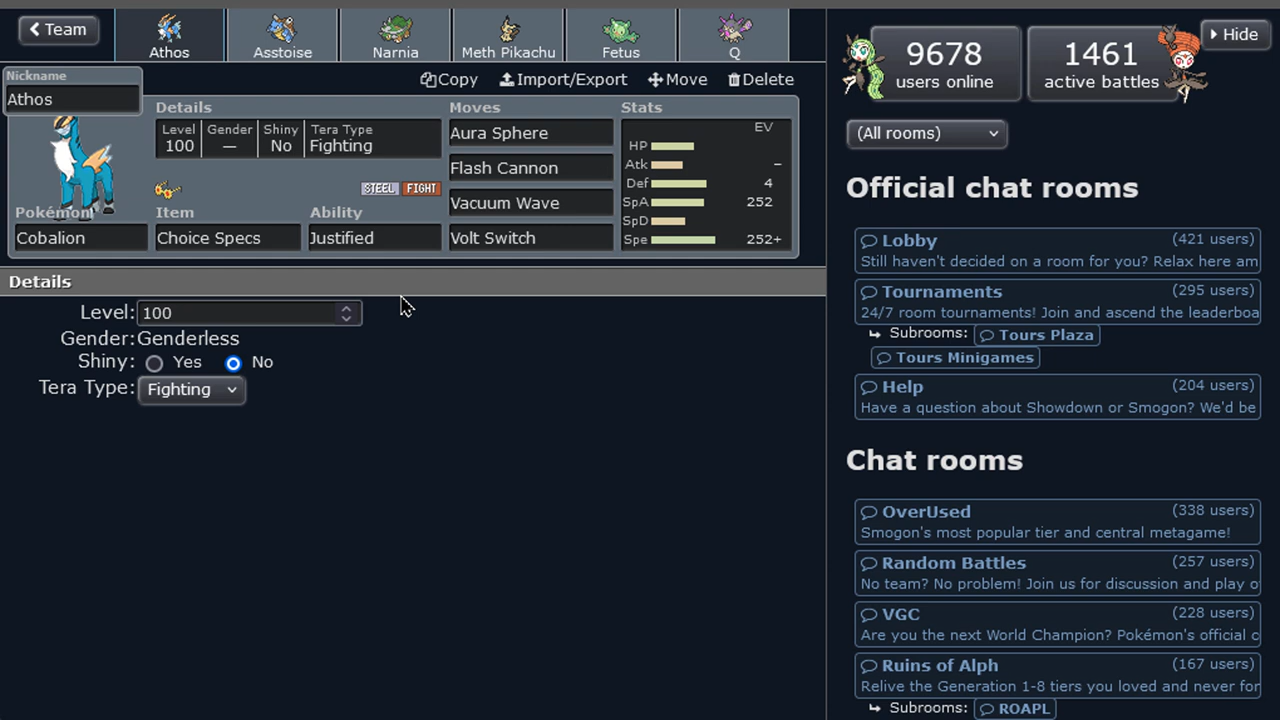 Team
Athos
Asstoise
Narnia
Meth Pikachu
Fetus
Q
Copy
Import/Export
Move
Delete
Nickname
Athos
Details
Level
100
Gender
—
Shiny
No
Tera Type
Fighting
STEEL FIGHT
Pokémon
Cobalion
Item
Choice Specs
Ability
Justified
Moves
Aura Sphere
Flash Cannon
Vacuum Wave
Volt Switch
Stats
EV
HP
Atk –
Def 4
SpA 252
SpD
Spe 252+
Details
Level: 100
Gender: Genderless
Shiny: Yes No
Tera Type: Fighting
9678
users online
1461
active battles
Hide
(All rooms)
Official chat rooms
Lobby (421 users)
Still haven't decided on a room for you? Relax here am
Tournaments (295 users)
24/7 room tournaments! Join and ascend the leaderboa
Subrooms: Tours Plaza
Tours Minigames
Help (204 users)
Have a question about Showdown or Smogon? We'd be
Chat rooms
OverUsed (338 users)
Smogon's most popular tier and central metagame!
Random Battles (257 users)
No team? No problem! Join us for discussion and play o
VGC (228 users)
Are you the next World Champion? Pokémon's official c
Ruins of Alph (167 users)
Relive the Generation 1-8 tiers you loved and never for
Subrooms: ROAPL